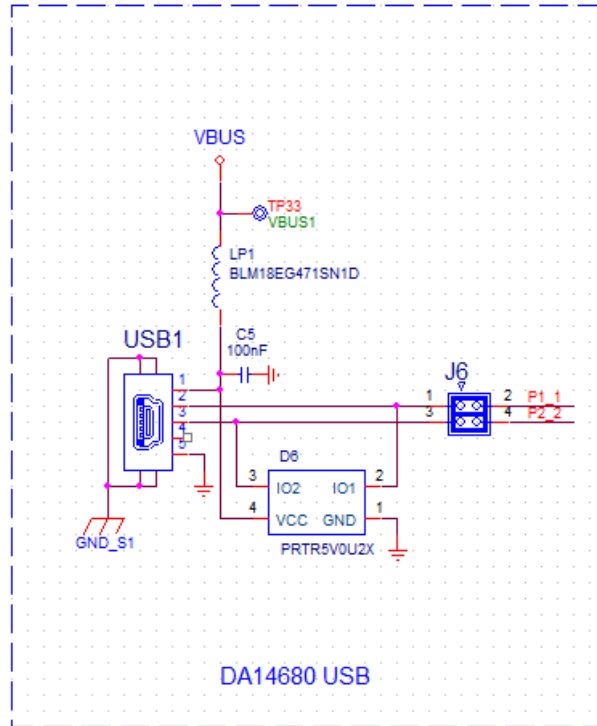 VBUS
TP33
VBUS1
LP1
BLM18EG471SN1D
C5
100nF
USB1
J6
1
2
3
4
5
1 2 P1_1
3 4 P2_2
D6
3 IO2 IO1 2
4 VCC GND 1
PRTR5V0U2X
GND_S1
DA14680 USB